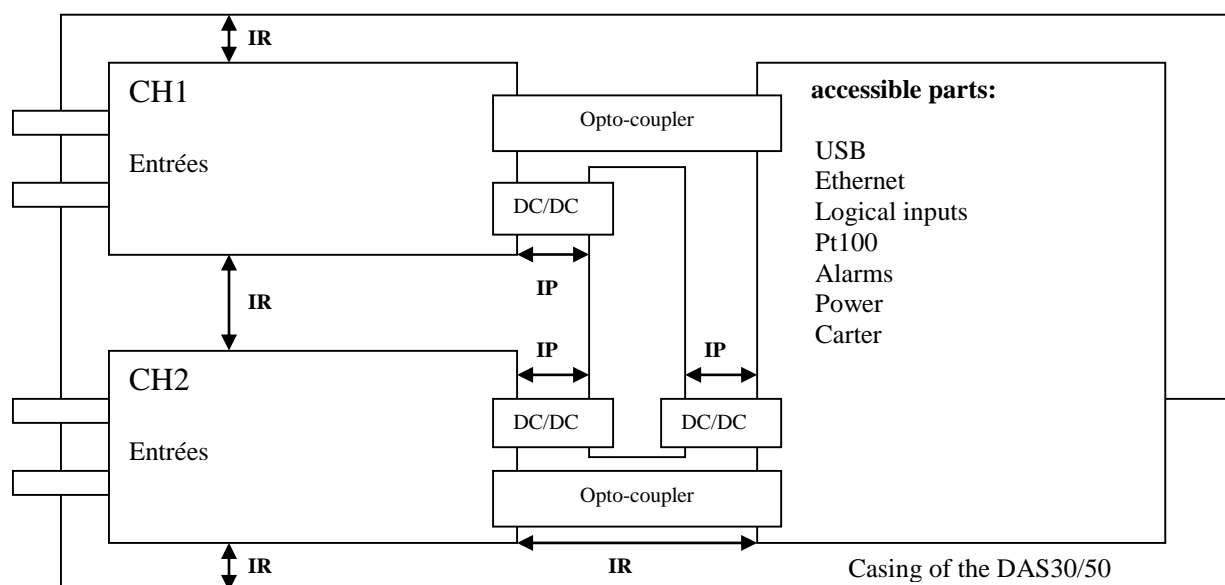 IR
CH1
Entrées
Opto-coupler
DC/DC
IP
IR
CH2
Entrées
IP
IP
DC/DC
DC/DC
Opto-coupler
IR
IR
accessible parts:
USB
Ethernet
Logical inputs
Pt100
Alarms
Power
Carter
Casing of the DAS30/50